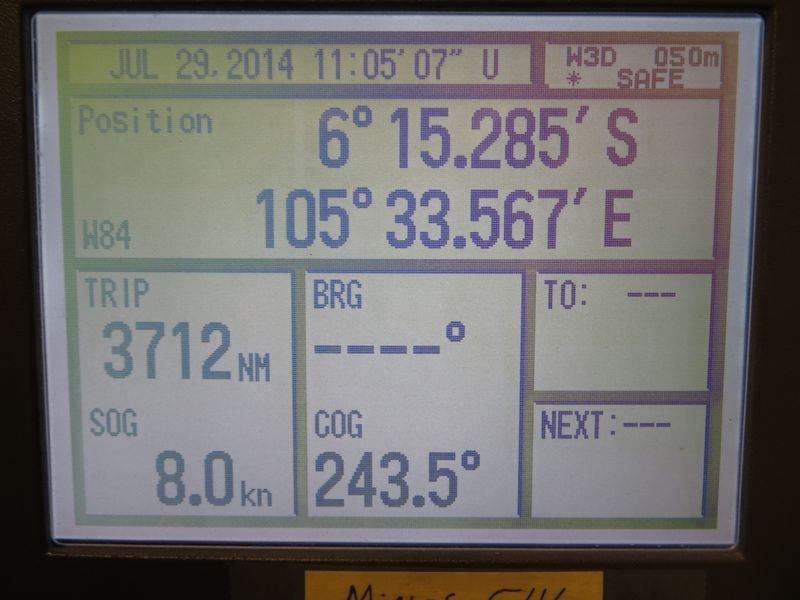 JUL 29, 2014 11:05'07" U
W3D 050m
* SAFE
Position
6° 15.285' S
105° 33.567' E
W84
TRIP
3712 NM
SOG
8.0 kn
BRG
----°
COG
243.5°
TO: ---
NEXT:---